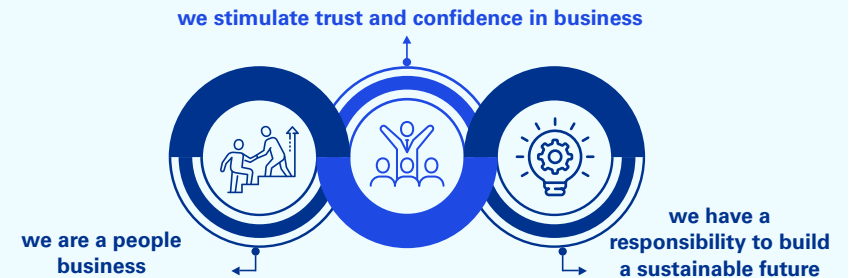 we stimulate trust and confidence in business
we are a people
business
we have a
responsibility to build
a sustainable future